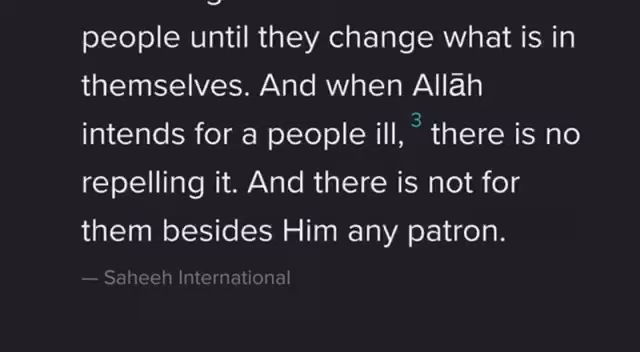 people until they change what is in
themselves. And when Allāh
intends for a people ill, 3 there is no
repelling it. And there is not for
them besides Him any patron.
— Saheeh International